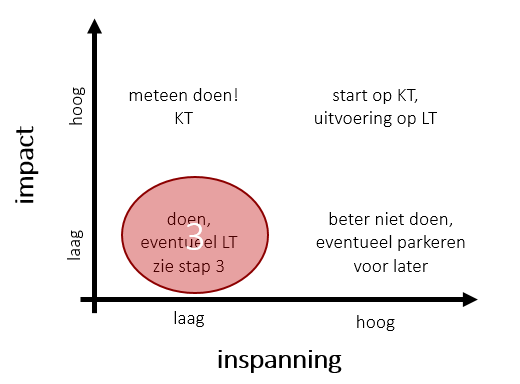 impact
hoog
laag
meteen doen!
KT
start op KT,
uitvoering op LT
doen,
eventueel LT
zie stap 3
3
beter niet doen,
eventueel parkeren
voor later
laag
hoog
inspanning